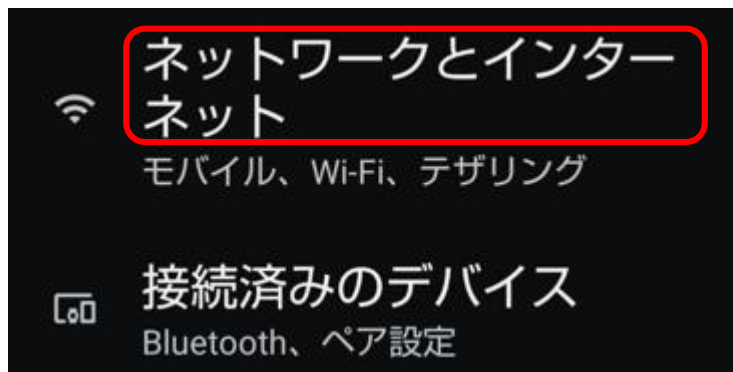 ネットワークとインター
ネット
モバイル、Wi-Fi、テザリング
接続済みのデバイス
Bluetooth、ペア設定